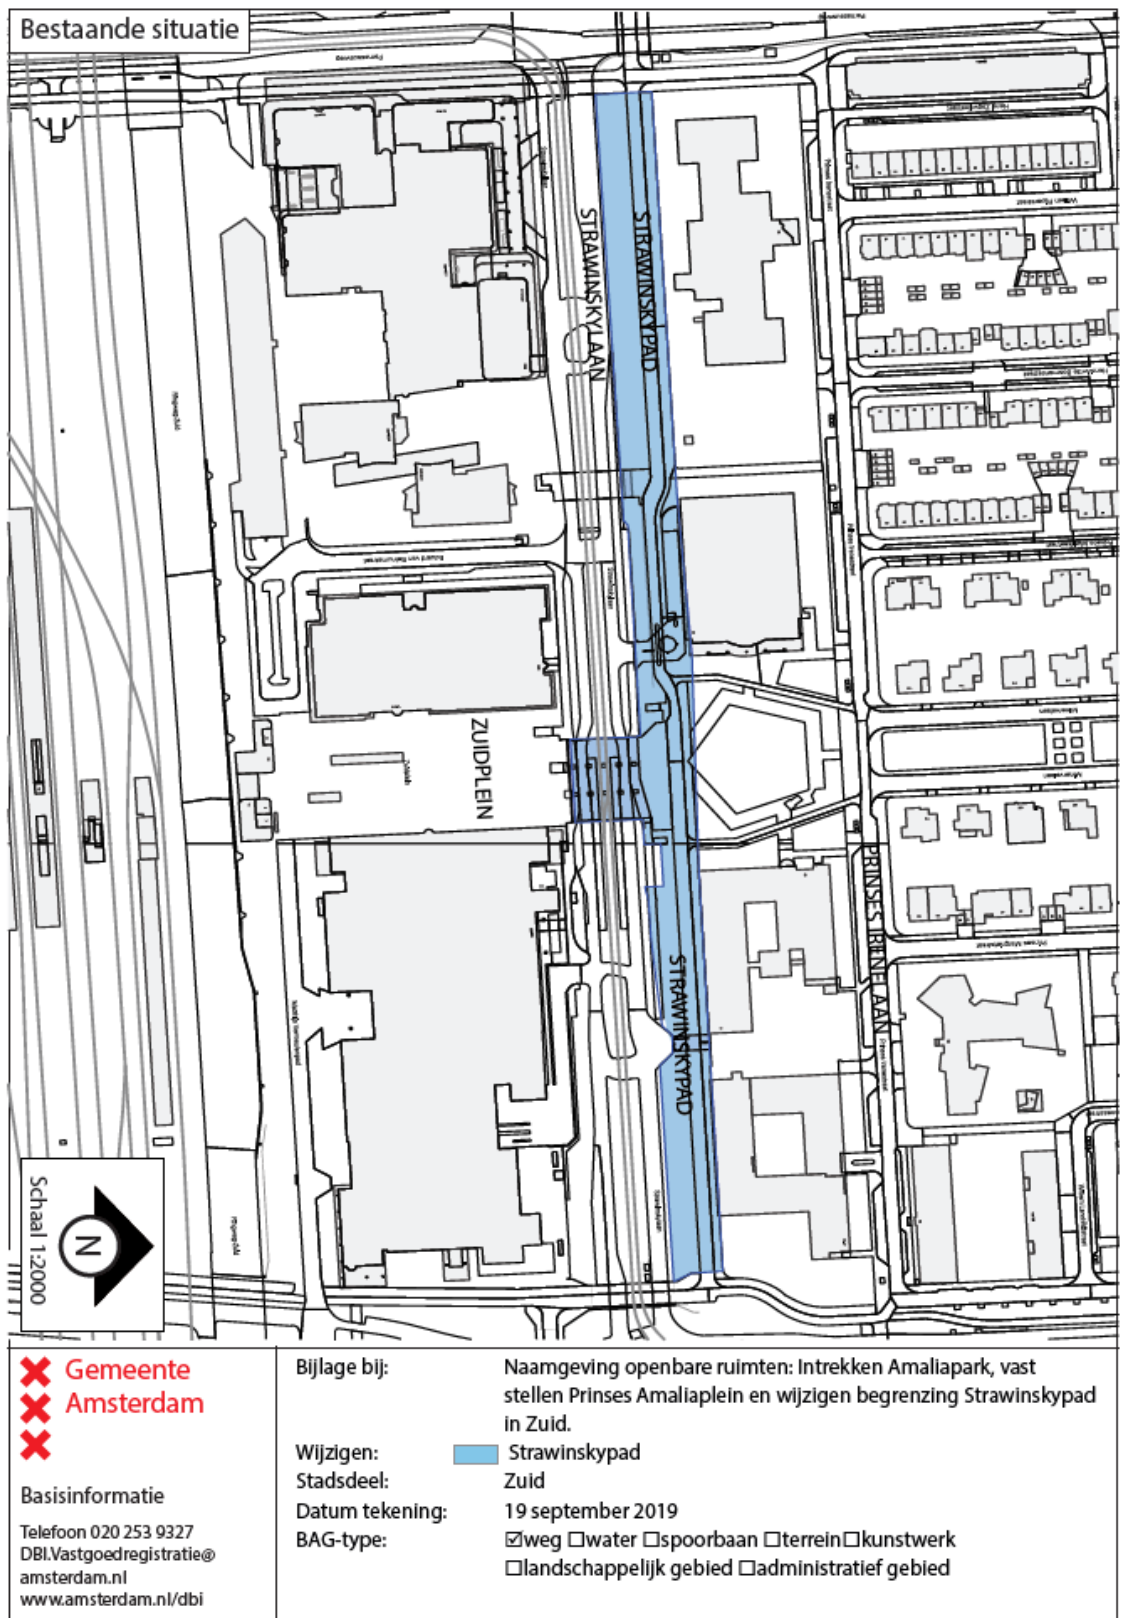 Bestaande situatie
STRAWINSKYLAAN
STRAWINSKYPAD
ZUIDPLEIN
STRAWINSKYPAD
PRINSES IRENELAAN
Schaal 1:2000
N
Gemeente
Amsterdam
Basisinformatie
Telefoon 020 253 9327
DBI.Vastgoedregistratie@
amsterdam.nl
www.amsterdam.nl/dbi
Bijlage bij: Naamgeving openbare ruimten: Intrekken Amaliapark, vast
stellen Prinses Amaliaplein en wijzigen begrenzing Strawinskypad
in Zuid.
Wijzigen: Strawinskypad
Stadsdeel: Zuid
Datum tekening: 19 september 2019
BAG-type: ☑weg ☐water ☐spoorbaan ☐terrein ☐kunstwerk
☐landschappelijk gebied ☐administratief gebied